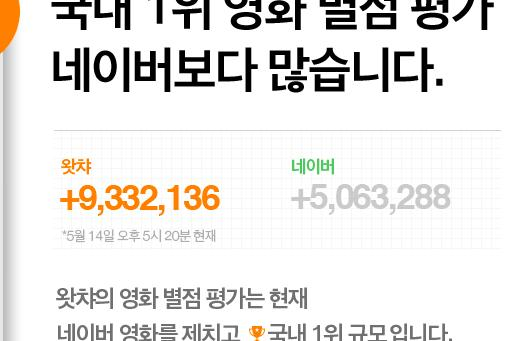 국내 1위 영화 별점 평가
네이버보다 많습니다.
왓챠 네이버
+9,332,136 +5,063,288
*5월 14일 오후 5시 20분 현재
왓챠의 영화 별점 평가는 현재
네이버 영화를 제치고 국내 1위 규모입니다.